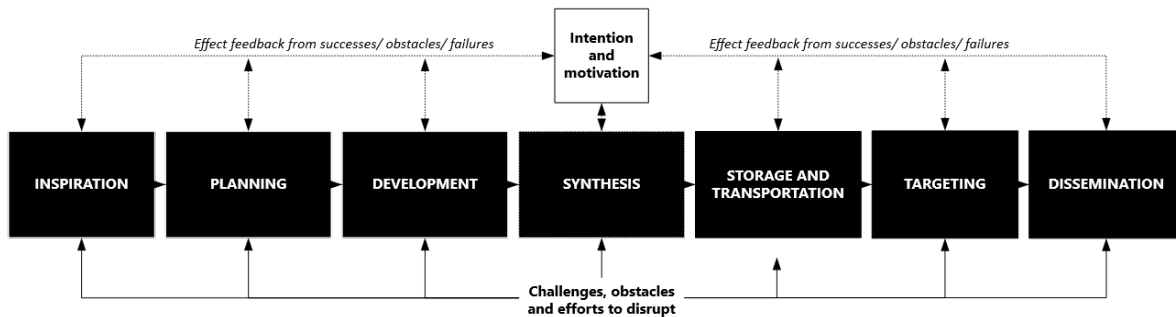 Effect feedback from successes/ obstacles/ failures
Intention
and
motivation
Effect feedback from successes/ obstacles/ failures
INSPIRATION
PLANNING
DEVELOPMENT
SYNTHESIS
STORAGE AND
TRANSPORTATION
TARGETING
DISSEMINATION
Challenges, obstacles
and efforts to disrupt